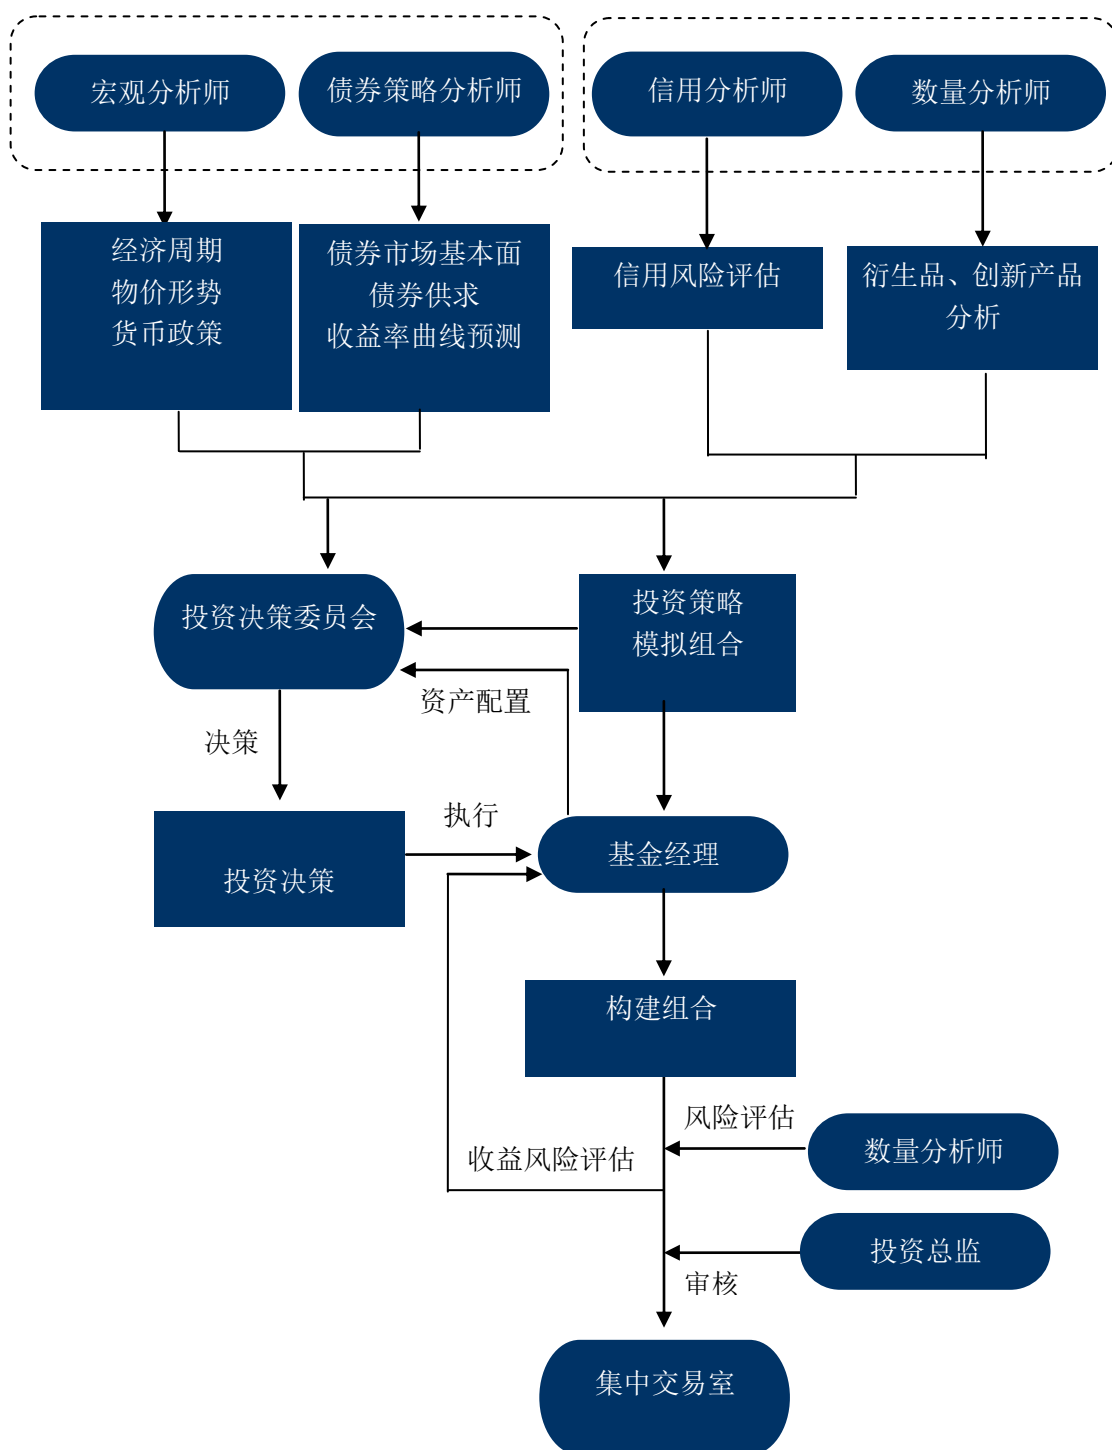 宏观分析师
债券策略分析师
信用分析师
数量分析师
经济周期
物价形势
货币政策
债券市场基本面
债券供求
收益率曲线预测
信用风险评估
衍生品、创新产品
分析
投资决策委员会
投资策略
模拟组合
资产配置
决策
执行
投资决策
基金经理
构建组合
风险评估
数量分析师
收益风险评估
投资总监
审核
集中交易室